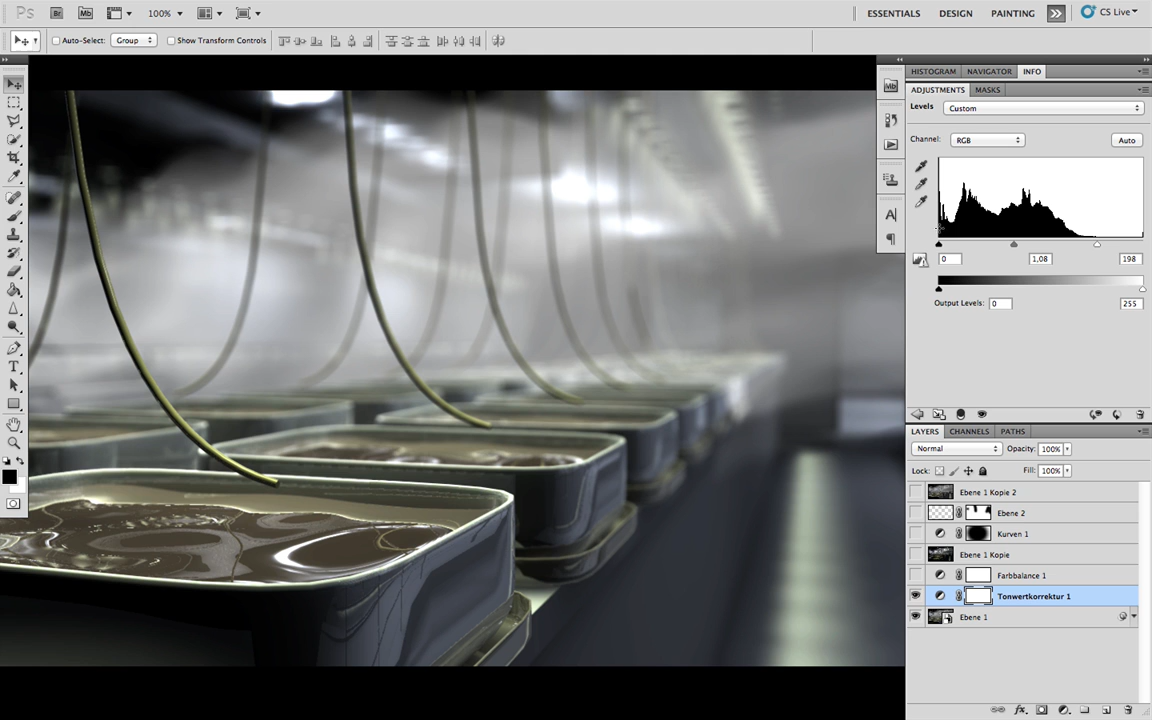 Ps Br Mb 100% ESSENTIALS DESIGN PAINTING CS Live
Auto-Select: Group Show Transform Controls
HISTOGRAM NAVIGATOR INFO
Mb
ADJUSTMENTS MASKS
Levels Custom
Channel: RGB Auto
A
0 1,08 198
Output Levels: 0 255
LAYERS CHANNELS PATHS
Normal Opacity: 100%
Lock: Fill: 100%
Ebene 1 Kopie 2
Ebene 2
Kurven 1
Ebene 1 Kopie
Farbbalance 1
Tonwertkorrektur 1
Ebene 1
T
fx